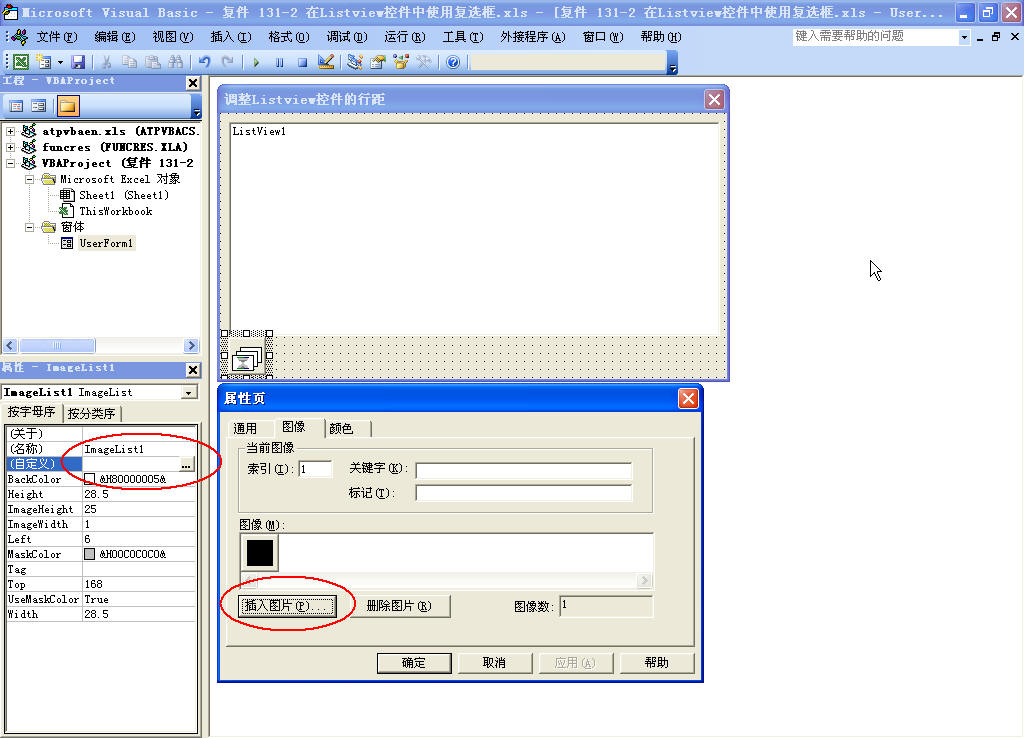 Microsoft Visual Basic - 复件 131-2 在Listview控件中使用复选框.xls - [复件 131-2 在Listview控件中使用复选框.xls - User...
文件(F) 编辑(E) 视图(V) 插入(I) 格式(O) 调试(D) 运行(R) 工具(T) 外接程序(A) 窗口(W) 帮助(H) 键入需要帮助的问题
工程 - VBAProject
atpvbaen.xls (ATPVBACS.
funcres (FUNCRES.XLA)
VBAProject (复件 131-2
Microsoft Excel 对象
Sheet1 (Sheet1)
ThisWorkbook
窗体
UserForm1
属性 - ImageList1
ImageList1 ImageList
按字母序 按分类序
(关于)
(名称) ImageList1
(自定义) ...
BackColor &H80000005&
Height 28.5
ImageHeight 25
ImageWidth 1
Left 6
MaskColor &H00C0C0C0&
Tag
Top 168
UseMaskColor True
Width 28.5
调整Listview控件的行距
ListView1
属性页
通用 图像 颜色
当前图像
索引(I): 1 关键字(K):
标记(T):
图像(M):
插入图片(P)... 删除图片(R) 图像数: 1
确定 取消 应用(A) 帮助